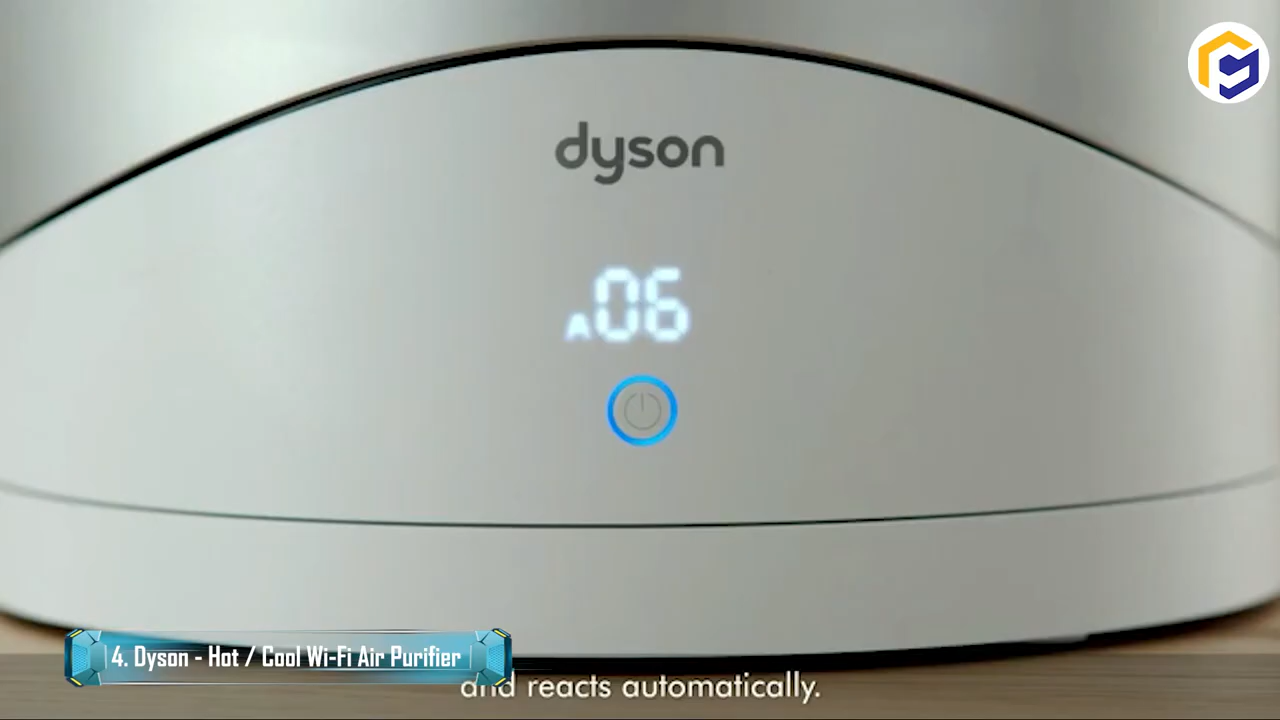 dyson
A06
4. Dyson - Hot / Cool Wi-Fi Air Purifier
and reacts automatically.